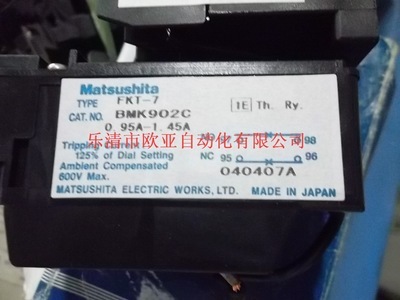 Matsushita
TYPE FKT-7 1E Th. Ry.
CAT. NO. BMK902C
0.95A-1.45A
Tripping Current 98
125% of Dial Setting NC 95 96
Ambient Compensated
600V Max. 040407A
MATSUSHITA ELECTRIC WORKS, LTD. MADE IN JAPAN
乐清市欧亚自动化有限公司